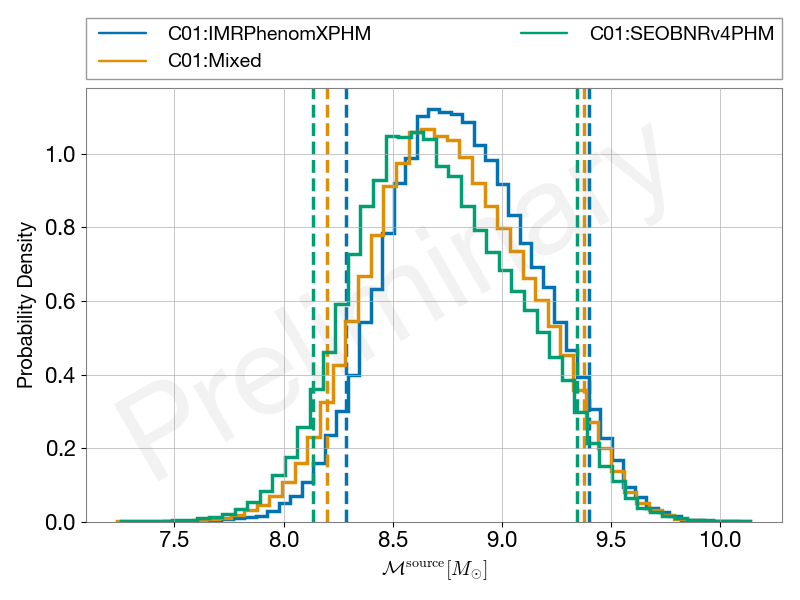 C01:IMRPhenomXPHM
C01:Mixed
C01:SEOBNRv4PHM
Preliminary
Probability Density
1.0
0.8
0.6
0.4
0.2
0.0
7.5 8.0 8.5 9.0 9.5 10.0
ℳ^source [M_⊙]